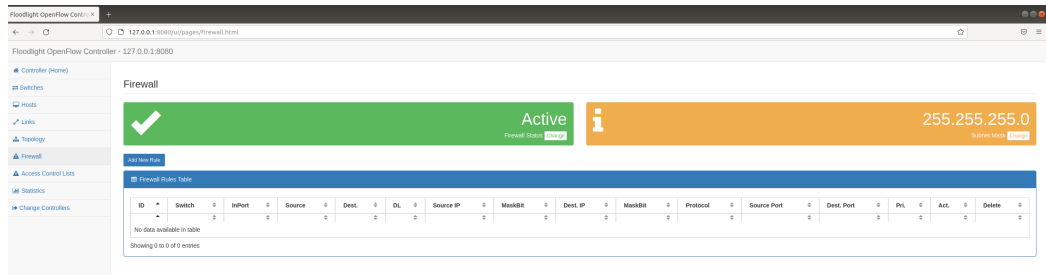 Floodlight OpenFlow Contro ×
+
127.0.0.1:8080/ui/pages/firewall.html
Floodlight OpenFlow Controller - 127.0.0.1:8080
Controller (Home)
Switches
Hosts
Links
Topology
Firewall
Access Control Lists
Statistics
Change Controllers
Firewall
Active
Firewall Status Change
255.255.255.0
Subnet Mask Change
Add New Rule
Firewall Rules Table
ID Switch InPort Source Dest. DL Source IP MaskBit Dest. IP MaskBit Protocol Source Port Dest. Port Pri. Act. Delete
No data available in table
Showing 0 to 0 of 0 entries